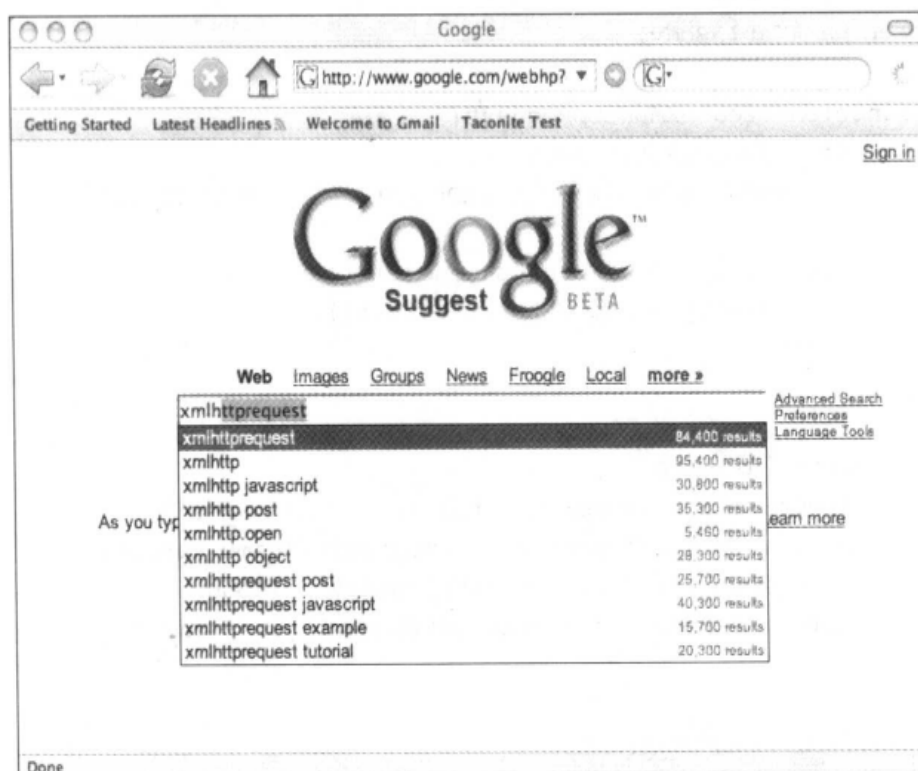 Google
G http://www.google.com/webhp? G
Getting Started Latest Headlines Welcome to Gmail Taconite Test
Sign in
Google™
Suggest BETA
Web Images Groups News Froogle Local more »
xmlhttprequest
Advanced Search
Preferences
Language Tools
xmlhttprequest 84,400 results
xmlhttp 95,400 results
xmlhttp javascript 30,800 results
xmlhttp post 35,300 results
xmlhttp.open 5,460 results
xmlhttp object 28,300 results
xmlhttprequest post 25,700 results
xmlhttprequest javascript 40,300 results
xmlhttprequest example 15,700 results
xmlhttprequest tutorial 20,300 results
As you typ earn more
Done